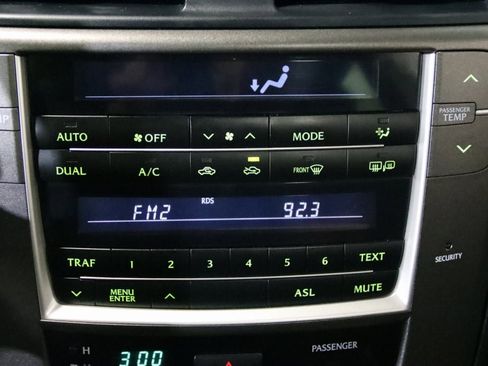 AUTO OFF MODE
PASSENGER
TEMP
DUAL A/C FRONT
RDS
FM2 92.3
TRAF 1 2 3 4 5 6 TEXT
MENU
ENTER ASL MUTE
SECURITY
H 3:00 PASSENGER